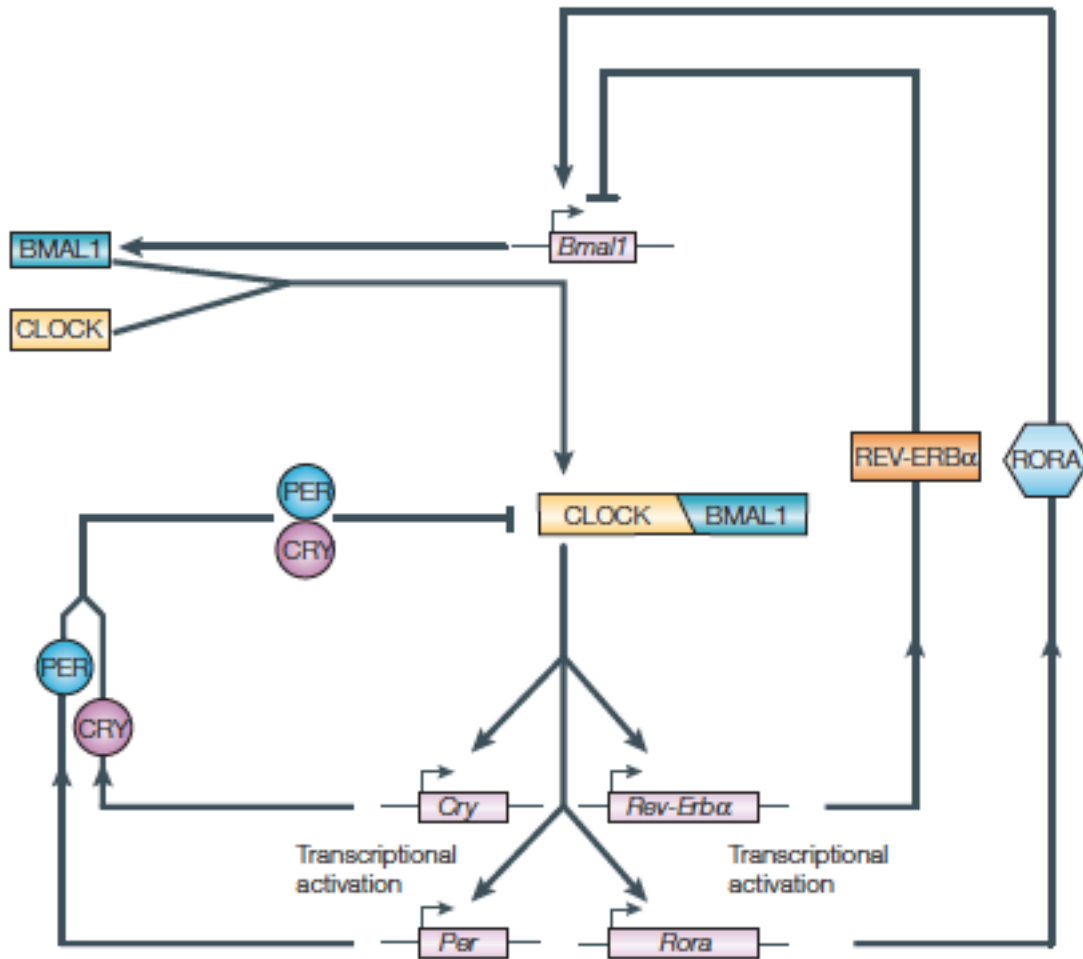 Bmal1
BMAL1
CLOCK
REV-ERBα
RORA
PER
CRY
CLOCK
BMAL1
PER
CRY
Cry
Rev-Erbα
Transcriptional
activation
Transcriptional
activation
Per
Rora